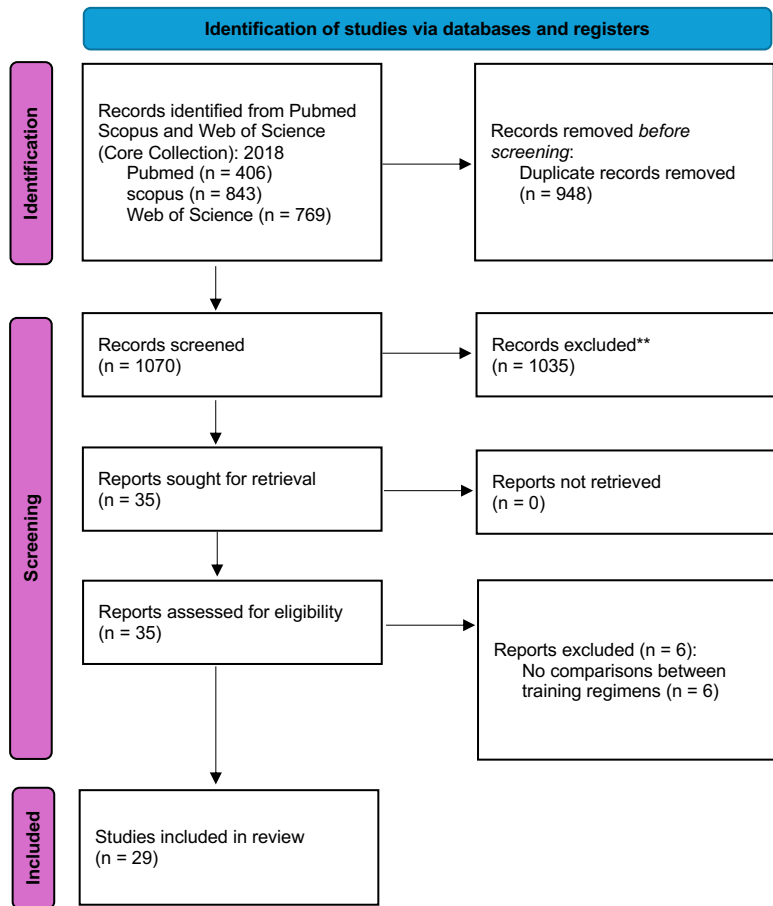 Identification of studies via databases and registers
Identification
Records identified from Pubmed
Scopus and Web of Science
(Core Collection): 2018
Pubmed (n = 406)
scopus (n = 843)
Web of Science (n = 769)
Records removed before
screening:
Duplicate records removed
(n = 948)
Screening
Records screened
(n = 1070)
Records excluded**
(n = 1035)
Reports sought for retrieval
(n = 35)
Reports not retrieved
(n = 0)
Reports assessed for eligibility
(n = 35)
Reports excluded (n = 6):
No comparisons between
training regimens (n = 6)
Included
Studies included in review
(n = 29)